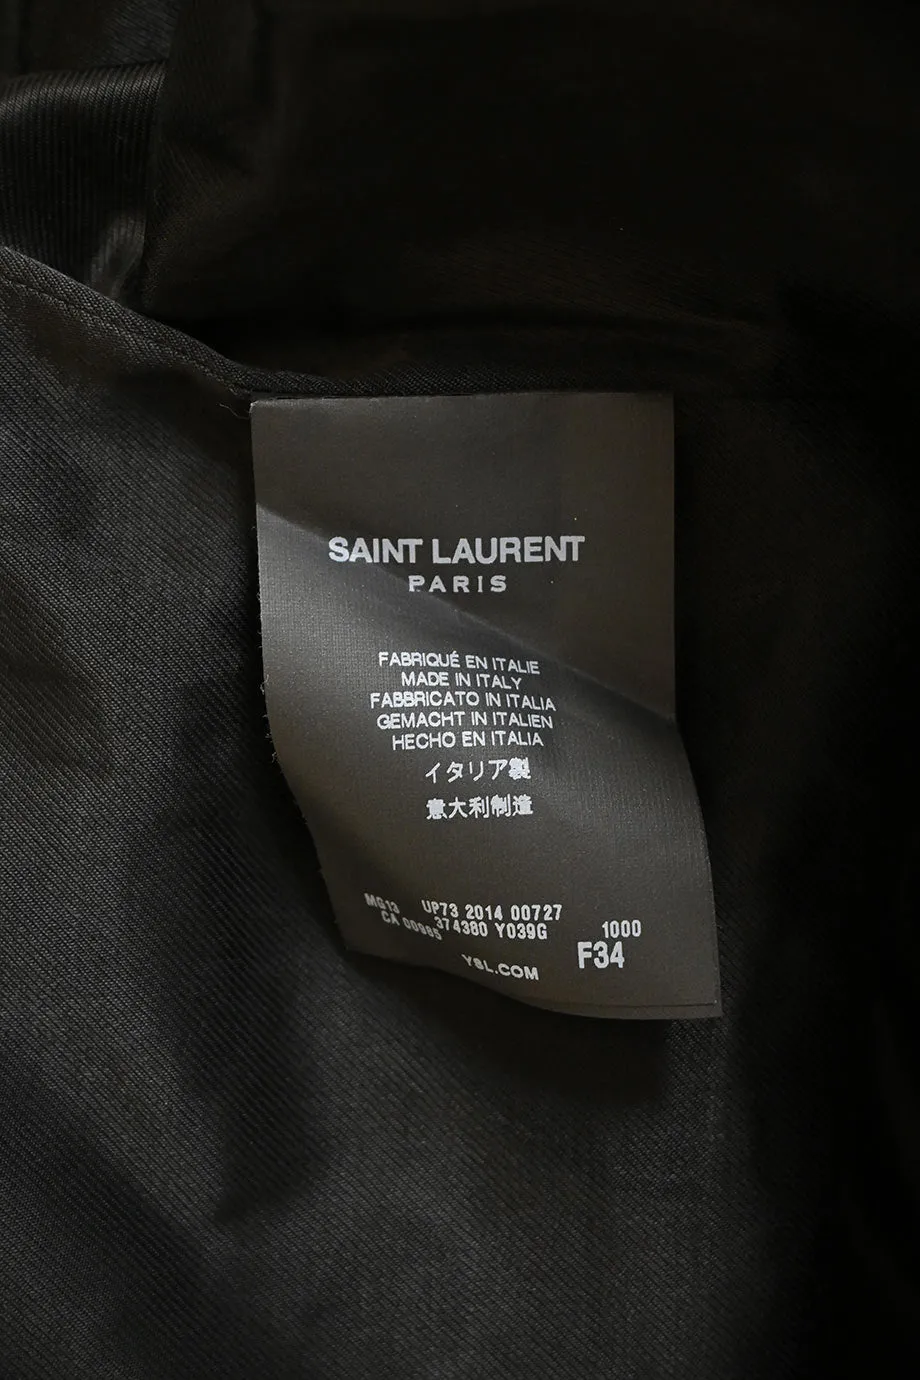 SAINT LAURENT
PARIS
FABRIQUÉ EN ITALIE
MADE IN ITALY
FABBRICATO IN ITALIA
GEMACHT IN ITALIEN
HECHO EN ITALIA
イタリア製
意大利制造
MG13 UP73 2014 00727
CA 00985 374380 Y039G 1000
YSL.COM F34